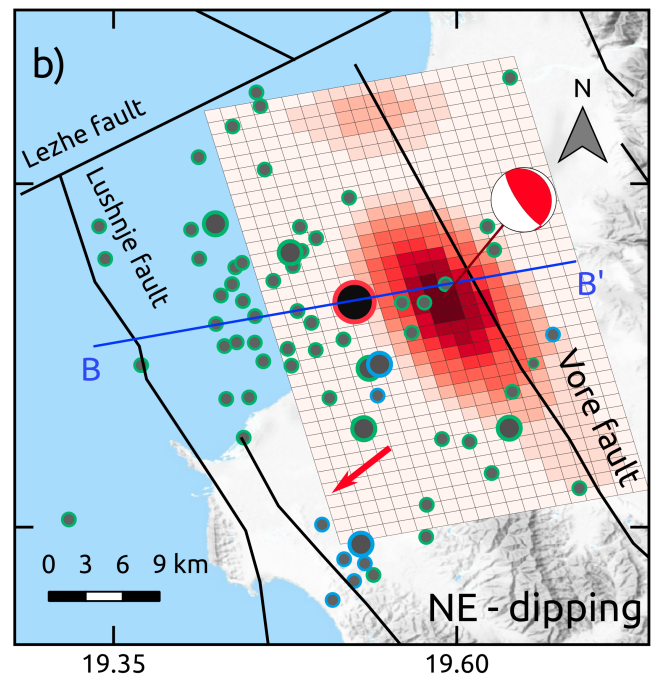 b)
N
Lezhe fault
Lushnje fault
B'
B
Vore fault
0 3 6 9 km
NE - dipping
19.35 19.60